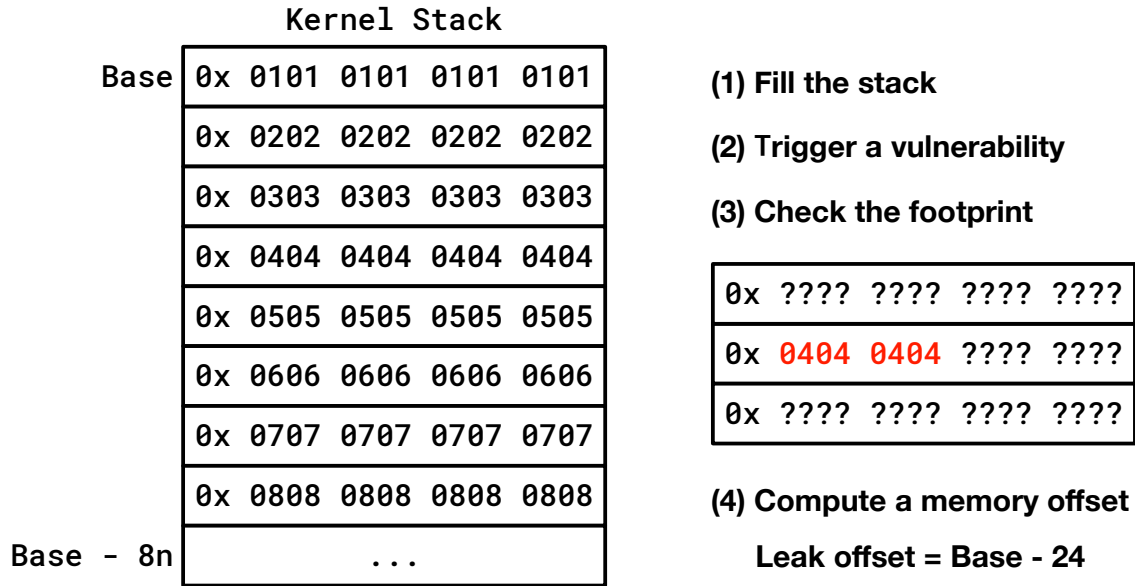 Kernel Stack
Base
0x 0101 0101 0101 0101
0x 0202 0202 0202 0202
0x 0303 0303 0303 0303
0x 0404 0404 0404 0404
0x 0505 0505 0505 0505
0x 0606 0606 0606 0606
0x 0707 0707 0707 0707
0x 0808 0808 0808 0808
Base - 8n
...
(1) Fill the stack
(2) Trigger a vulnerability
(3) Check the footprint
0x ???? ???? ???? ????
0x 0404 0404 ???? ????
0x ???? ???? ???? ????
(4) Compute a memory offset
Leak offset = Base - 24